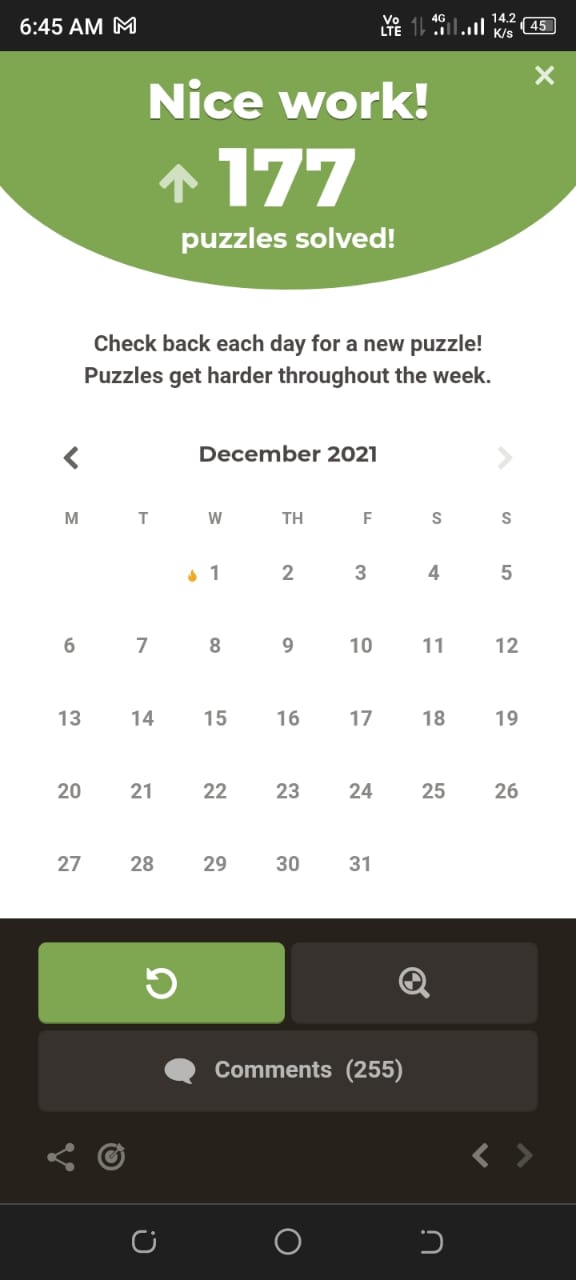 6:45 AM Vo LTE 4G 14.2 K/s 45
Nice work!
177
puzzles solved!
Check back each day for a new puzzle!
Puzzles get harder throughout the week.
December 2021
M T W TH F S S
1 2 3 4 5
6 7 8 9 10 11 12
13 14 15 16 17 18 19
20 21 22 23 24 25 26
27 28 29 30 31
Comments (255)